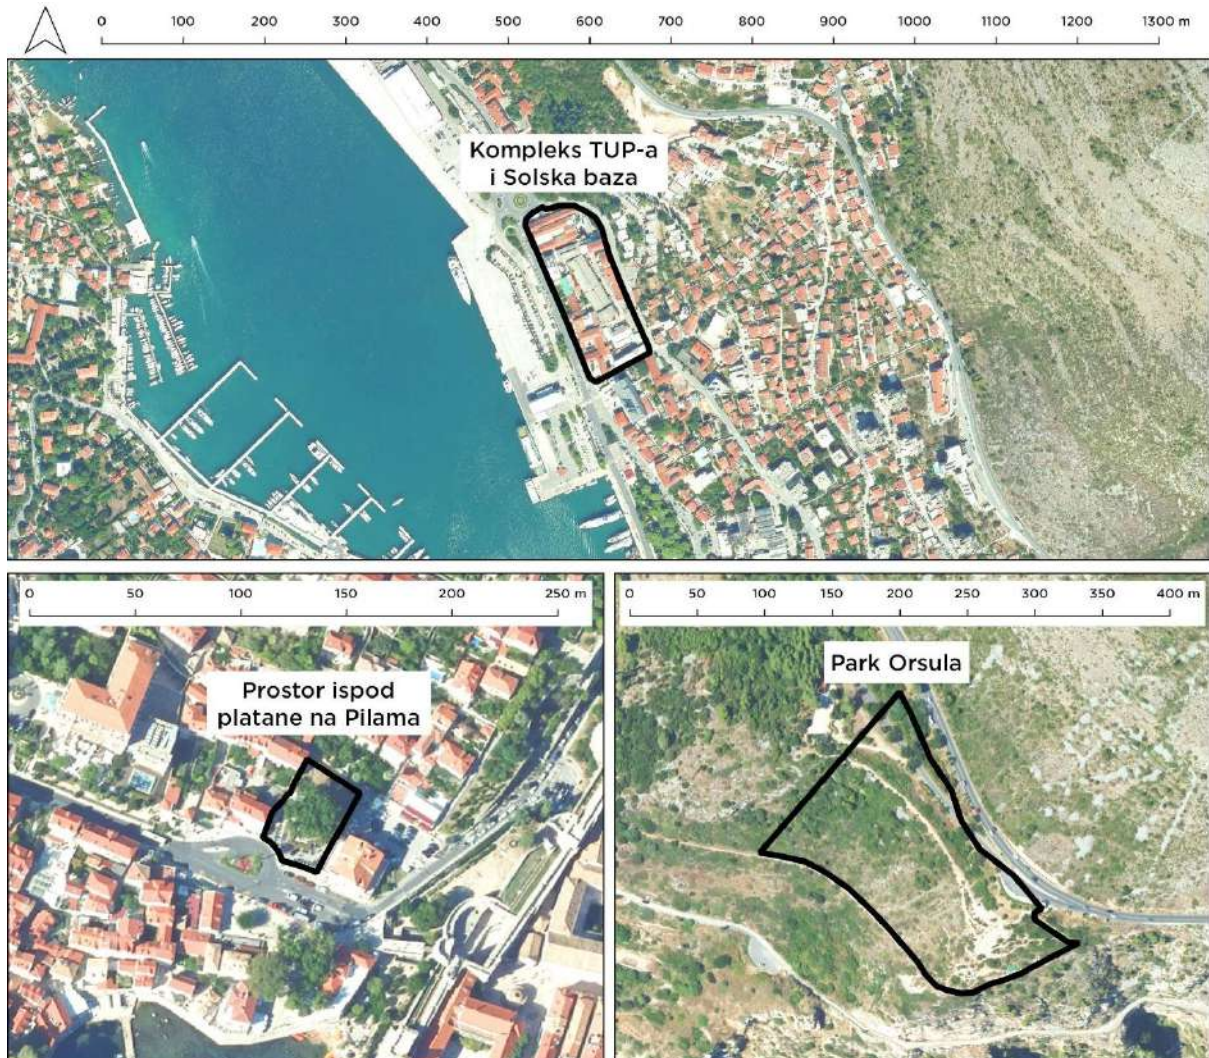 0 100 200 300 400 500 600 700 800 900 1000 1100 1200 1300 m
Kompleks TUP-a
i Solska baza
0 50 100 150 200 250 m
Prostor ispod
platane na Pilama
0 50 100 150 200 250 300 350 400 m
Park Orsula